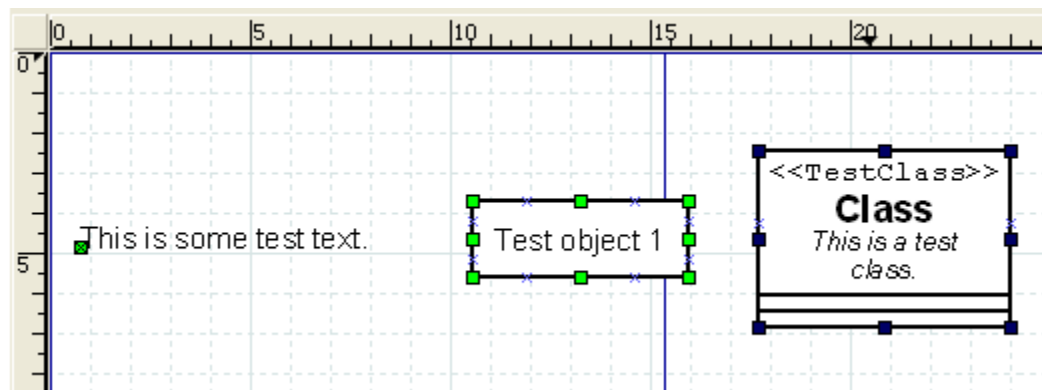 0 5 10 15 20
0
5
This is some test text.
Test object 1
<<TestClass>>
Class
This is a test
class.